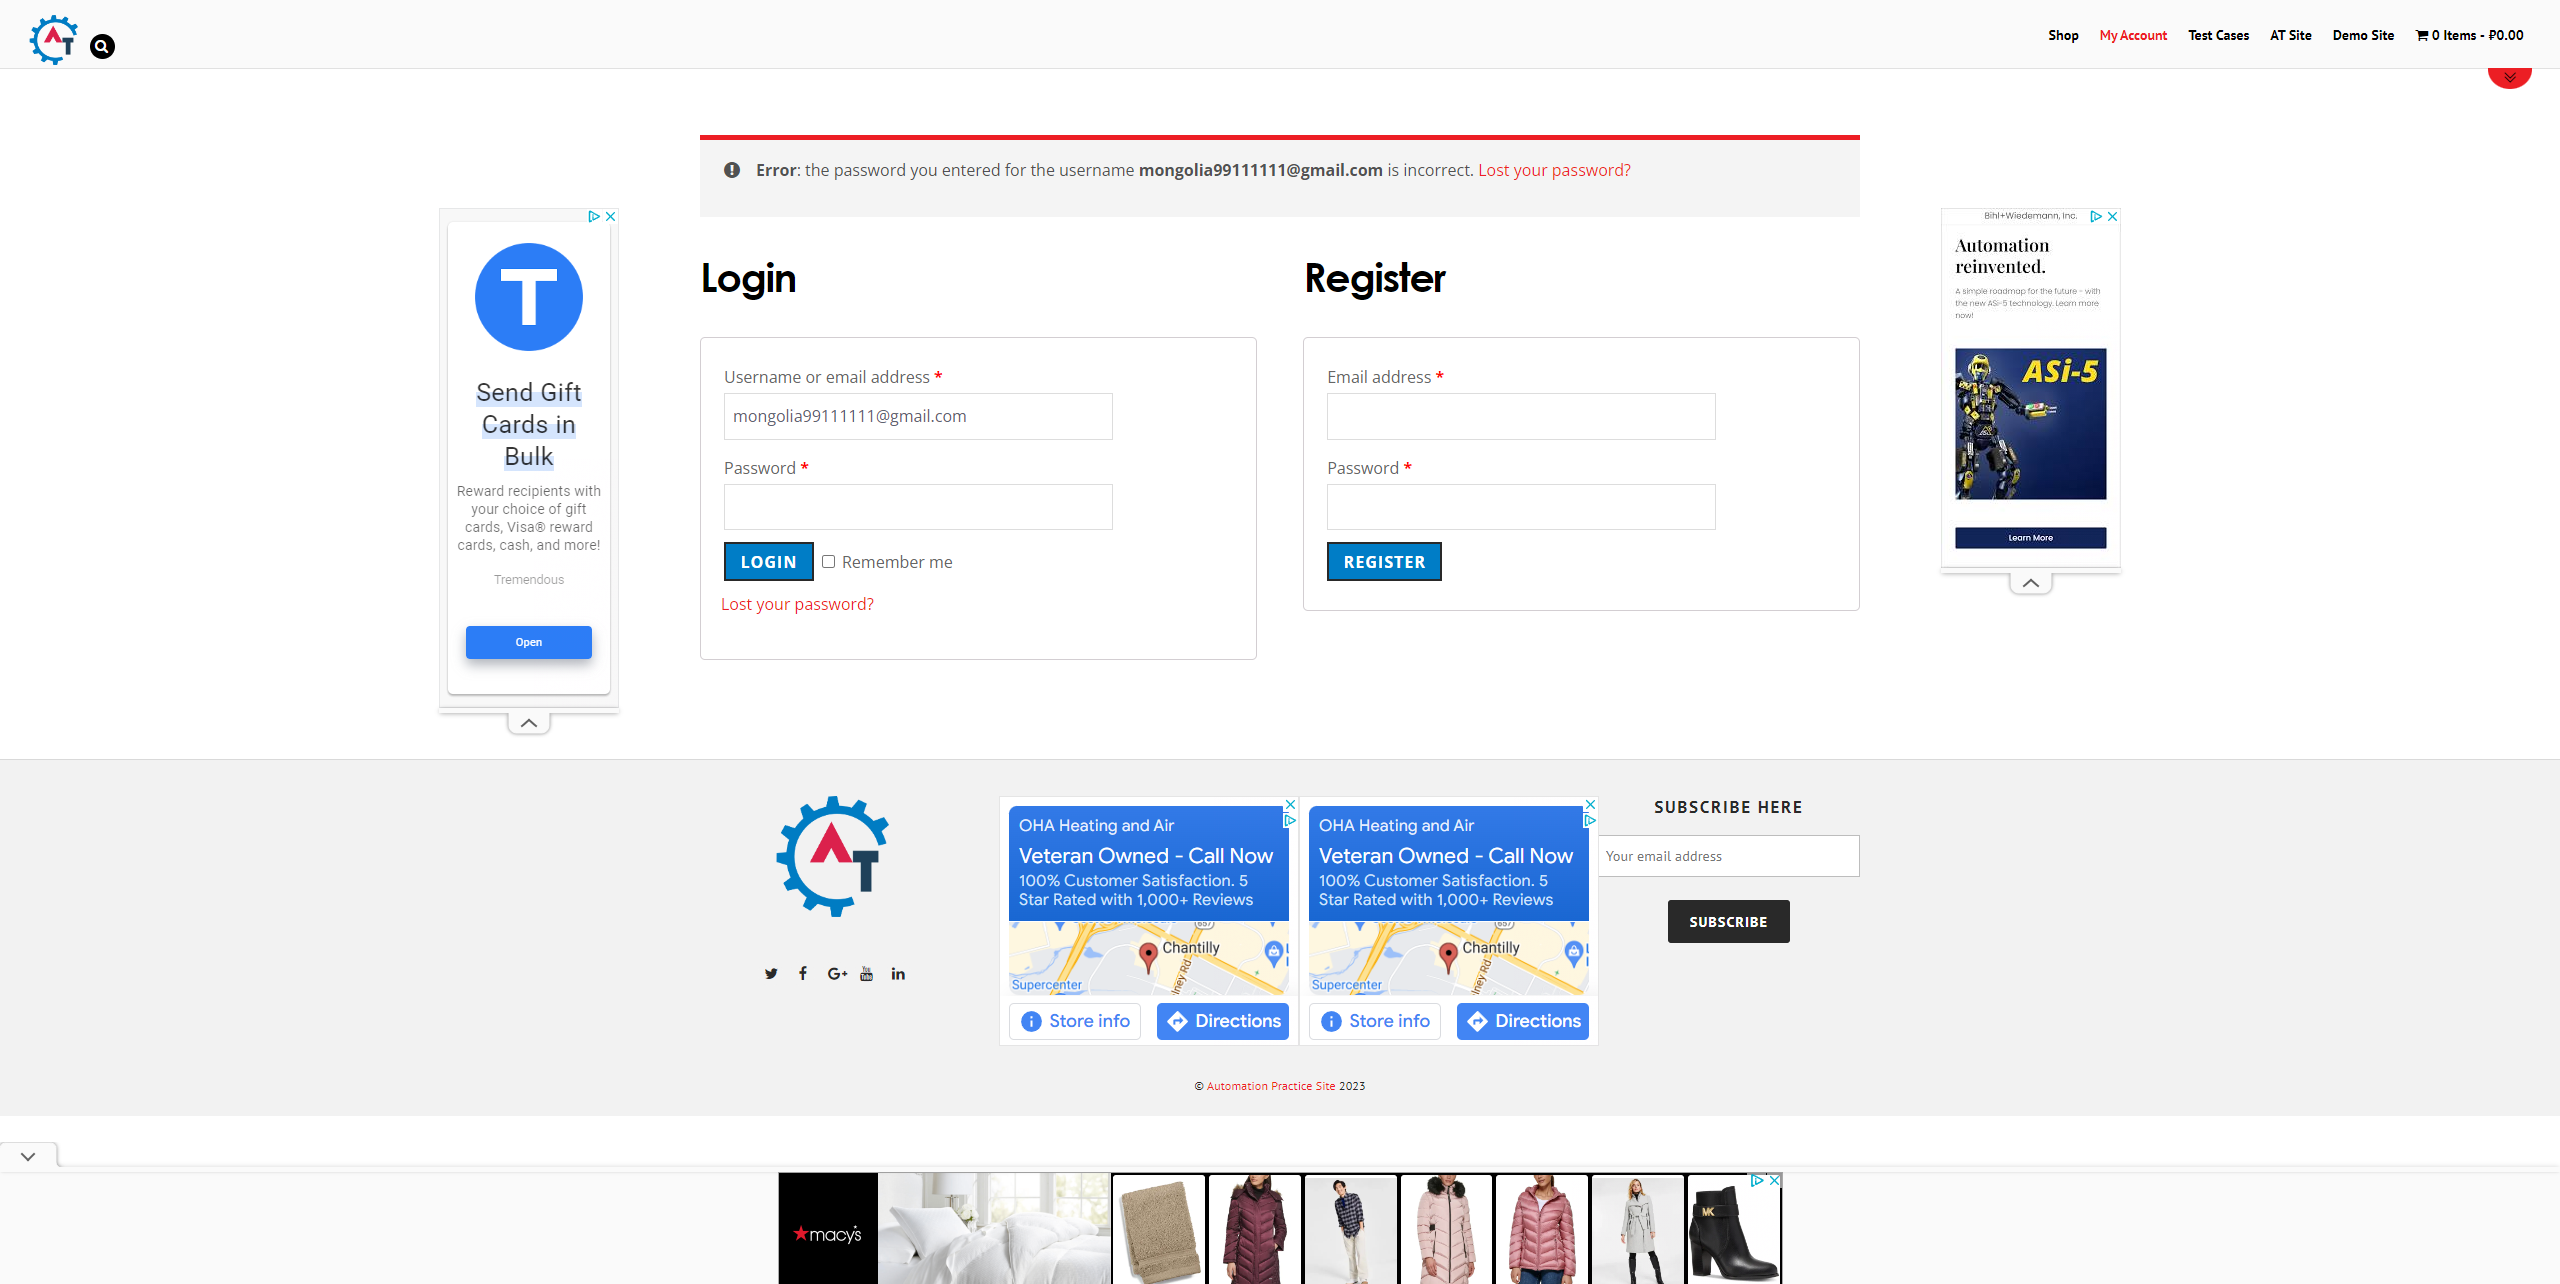 AT
Shop
My Account
Test Cases
AT Site
Demo Site
0 Items - ₽0.00
Error: the password you entered for the username mongolia99111111@gmail.com is incorrect. Lost your password?
Login
Username or email address *
mongolia99111111@gmail.com
Password *
LOGIN
Remember me
Lost your password?
Register
Email address *
Password *
REGISTER
T
Send Gift
Cards in
Bulk
Reward recipients with
your choice of gift
cards, Visa® reward
cards, cash, and more!
Tremendous
Open
Bihl+Wiedemann, Inc.
Automation
reinvented.
A simple roadmap for the future - with
the new ASi-5 technology. Learn more
now!
ASi-5
Learn More
AT
OHA Heating and Air
Veteran Owned - Call Now
100% Customer Satisfaction. 5
Star Rated with 1,000+ Reviews
657
Chantilly
Supercenter
Store info
Directions
OHA Heating and Air
Veteran Owned - Call Now
100% Customer Satisfaction. 5
Star Rated with 1,000+ Reviews
657
Chantilly
Supercenter
Store info
Directions
SUBSCRIBE HERE
Your email address
SUBSCRIBE
© Automation Practice Site 2023
macy's
MK